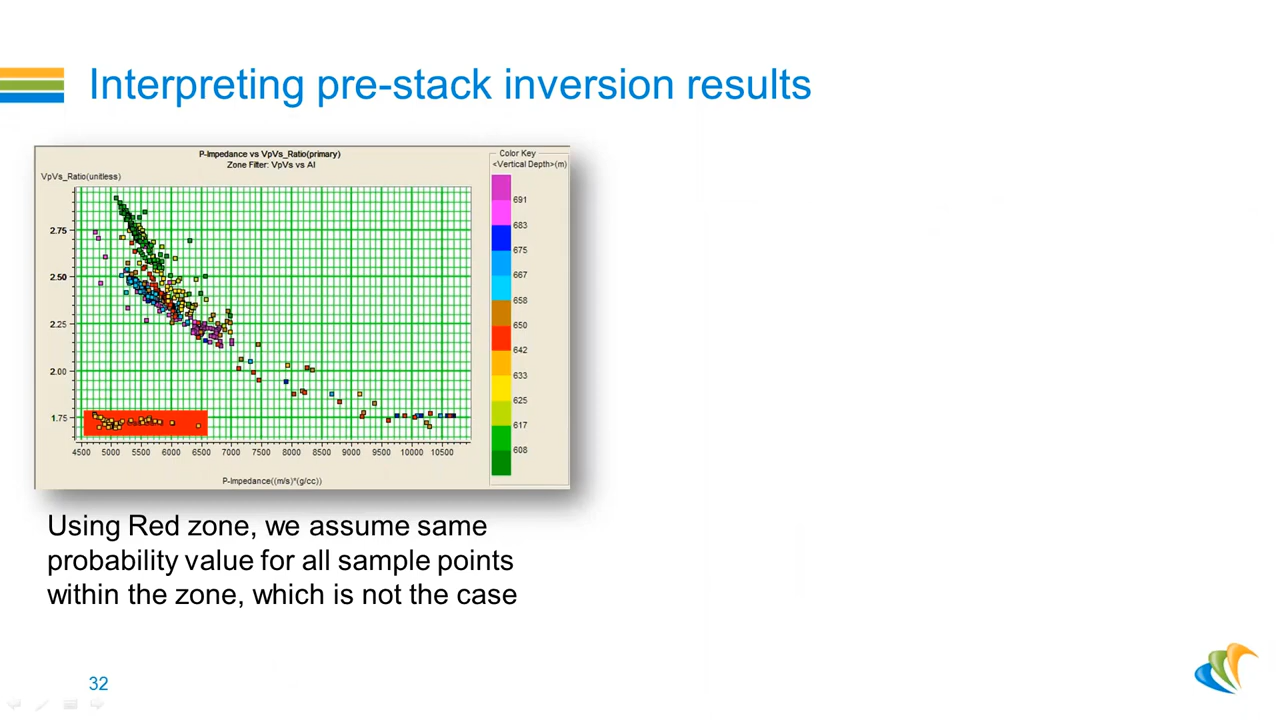 Interpreting pre-stack inversion results
P-Impedance vs VpVs_Ratio(primary)
Zone Filter: VpVs vs AI
VpVs_Ratio(unitless)
Color Key
<Vertical Depth>(m)
2.75
2.50
2.25
2.00
1.75
691
683
675
667
658
650
642
633
625
617
608
4500 5000 5500 6000 6500 7000 7500 8000 8500 9000 9500 10000 10500
P-Impedance((m/s)*(g/cc))
Using Red zone, we assume same
probability value for all sample points
within the zone, which is not the case
32